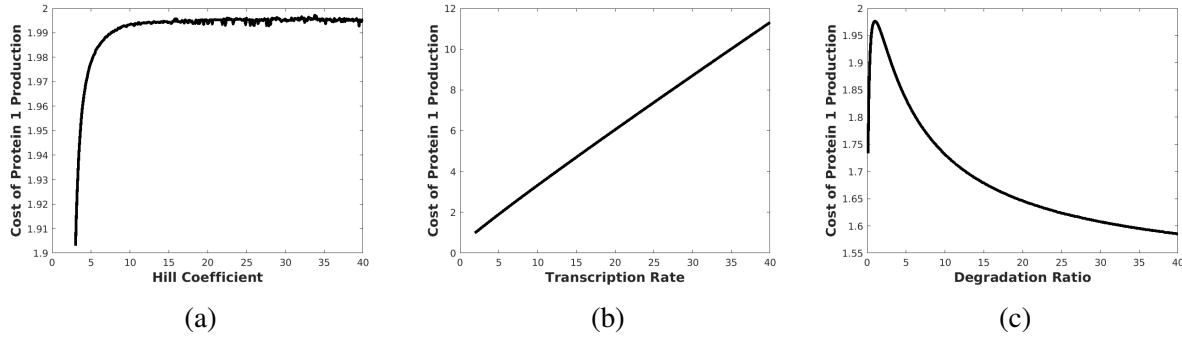 Cost of Protein 1 Production
2
1.99
1.98
1.97
1.96
1.95
1.94
1.93
1.92
1.91
1.9
0 5 10 15 20 25 30 35 40
Hill Coefficient
(a)
Cost of Protein 1 Production
12
10
8
6
4
2
0
0 5 10 15 20 25 30 35 40
Transcription Rate
(b)
Cost of Protein 1 Production
2
1.95
1.9
1.85
1.8
1.75
1.7
1.65
1.6
1.55
0 5 10 15 20 25 30 35 40
Degradation Ratio
(c)